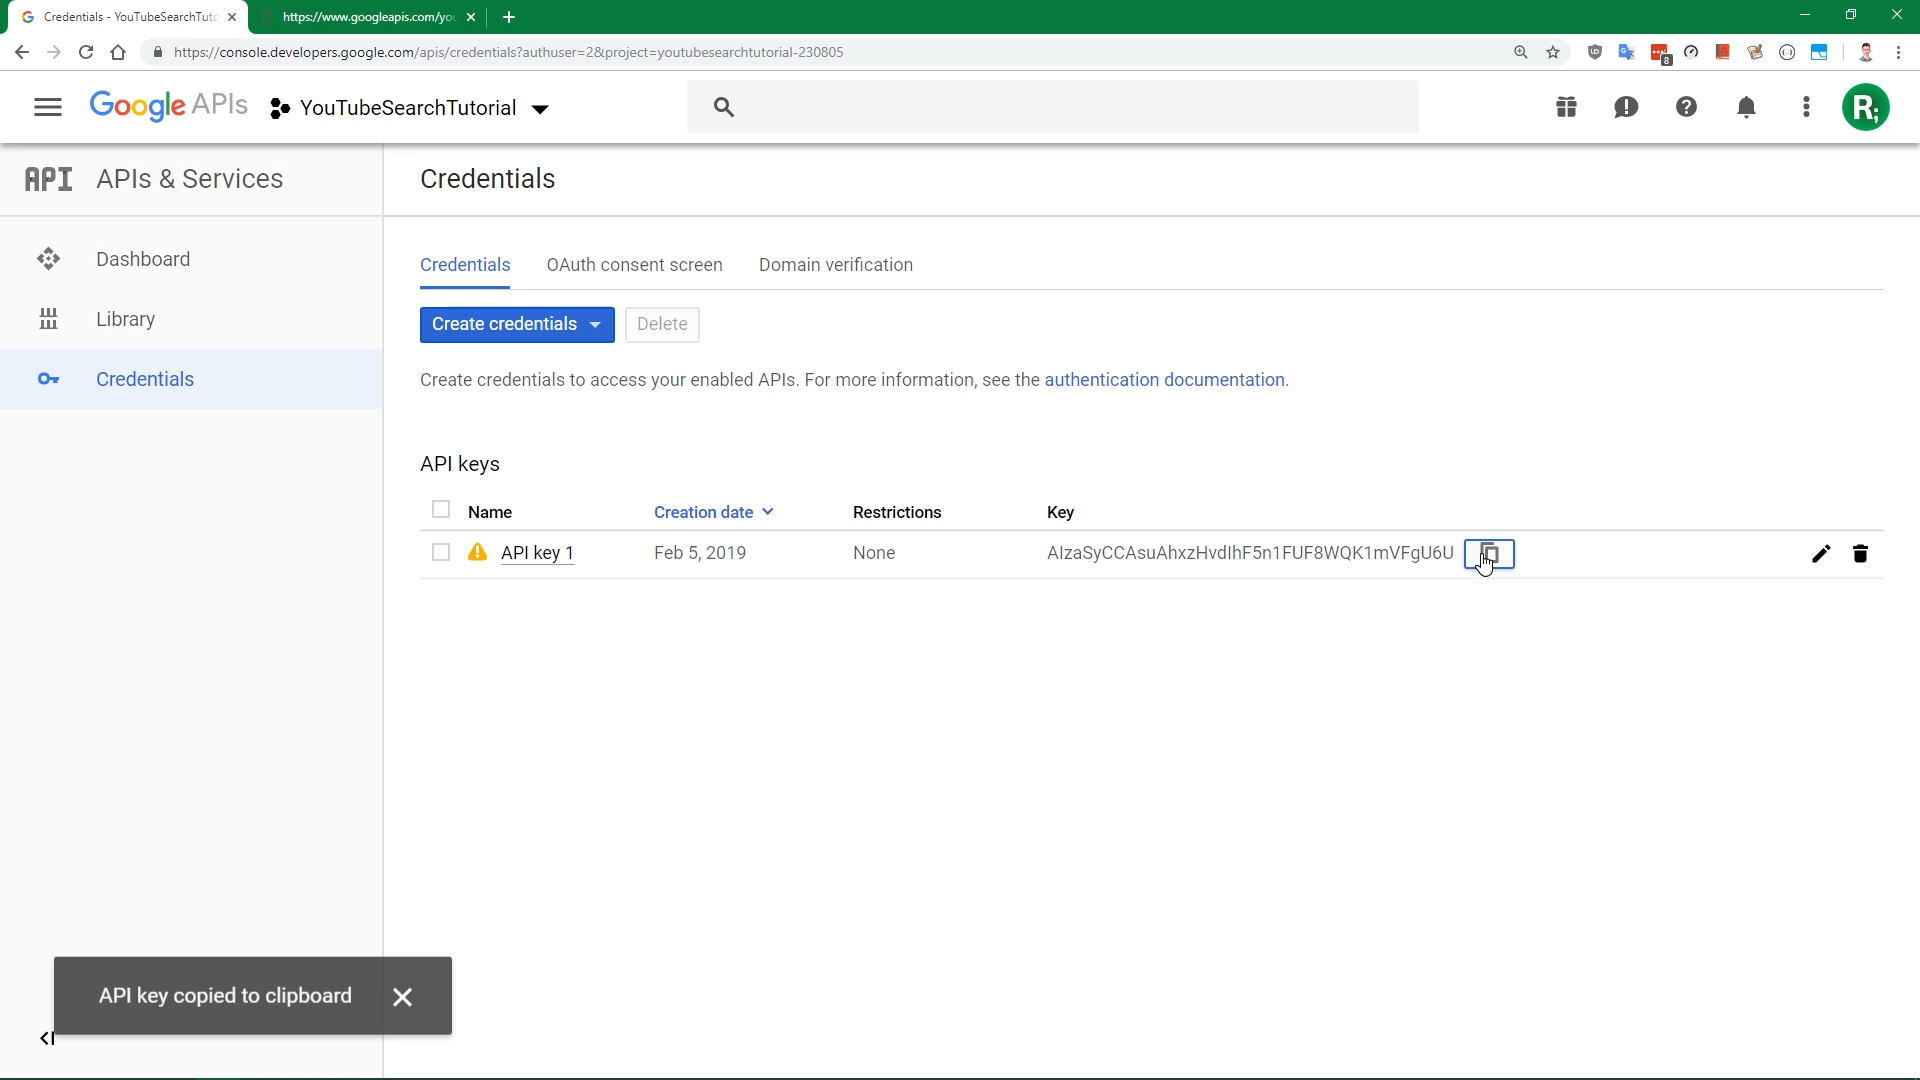 Credentials - YouTubeSearchTuto
https://www.googleapis.com/you
https://console.developers.google.com/apis/credentials?authuser=2&project=youtubesearchtutorial-230805
8
Google APIs
YouTubeSearchTutorial
R;
API APIs & Services
Credentials
Dashboard
Library
Credentials
Credentials OAuth consent screen Domain verification
Create credentials Delete
Create credentials to access your enabled APIs. For more information, see the authentication documentation.
API keys
Name Creation date Restrictions Key
API key 1 Feb 5, 2019 None AIzaSyCCAsuAhxzHvdIhF5n1FUF8WQK1mVFgU6U
API key copied to clipboard